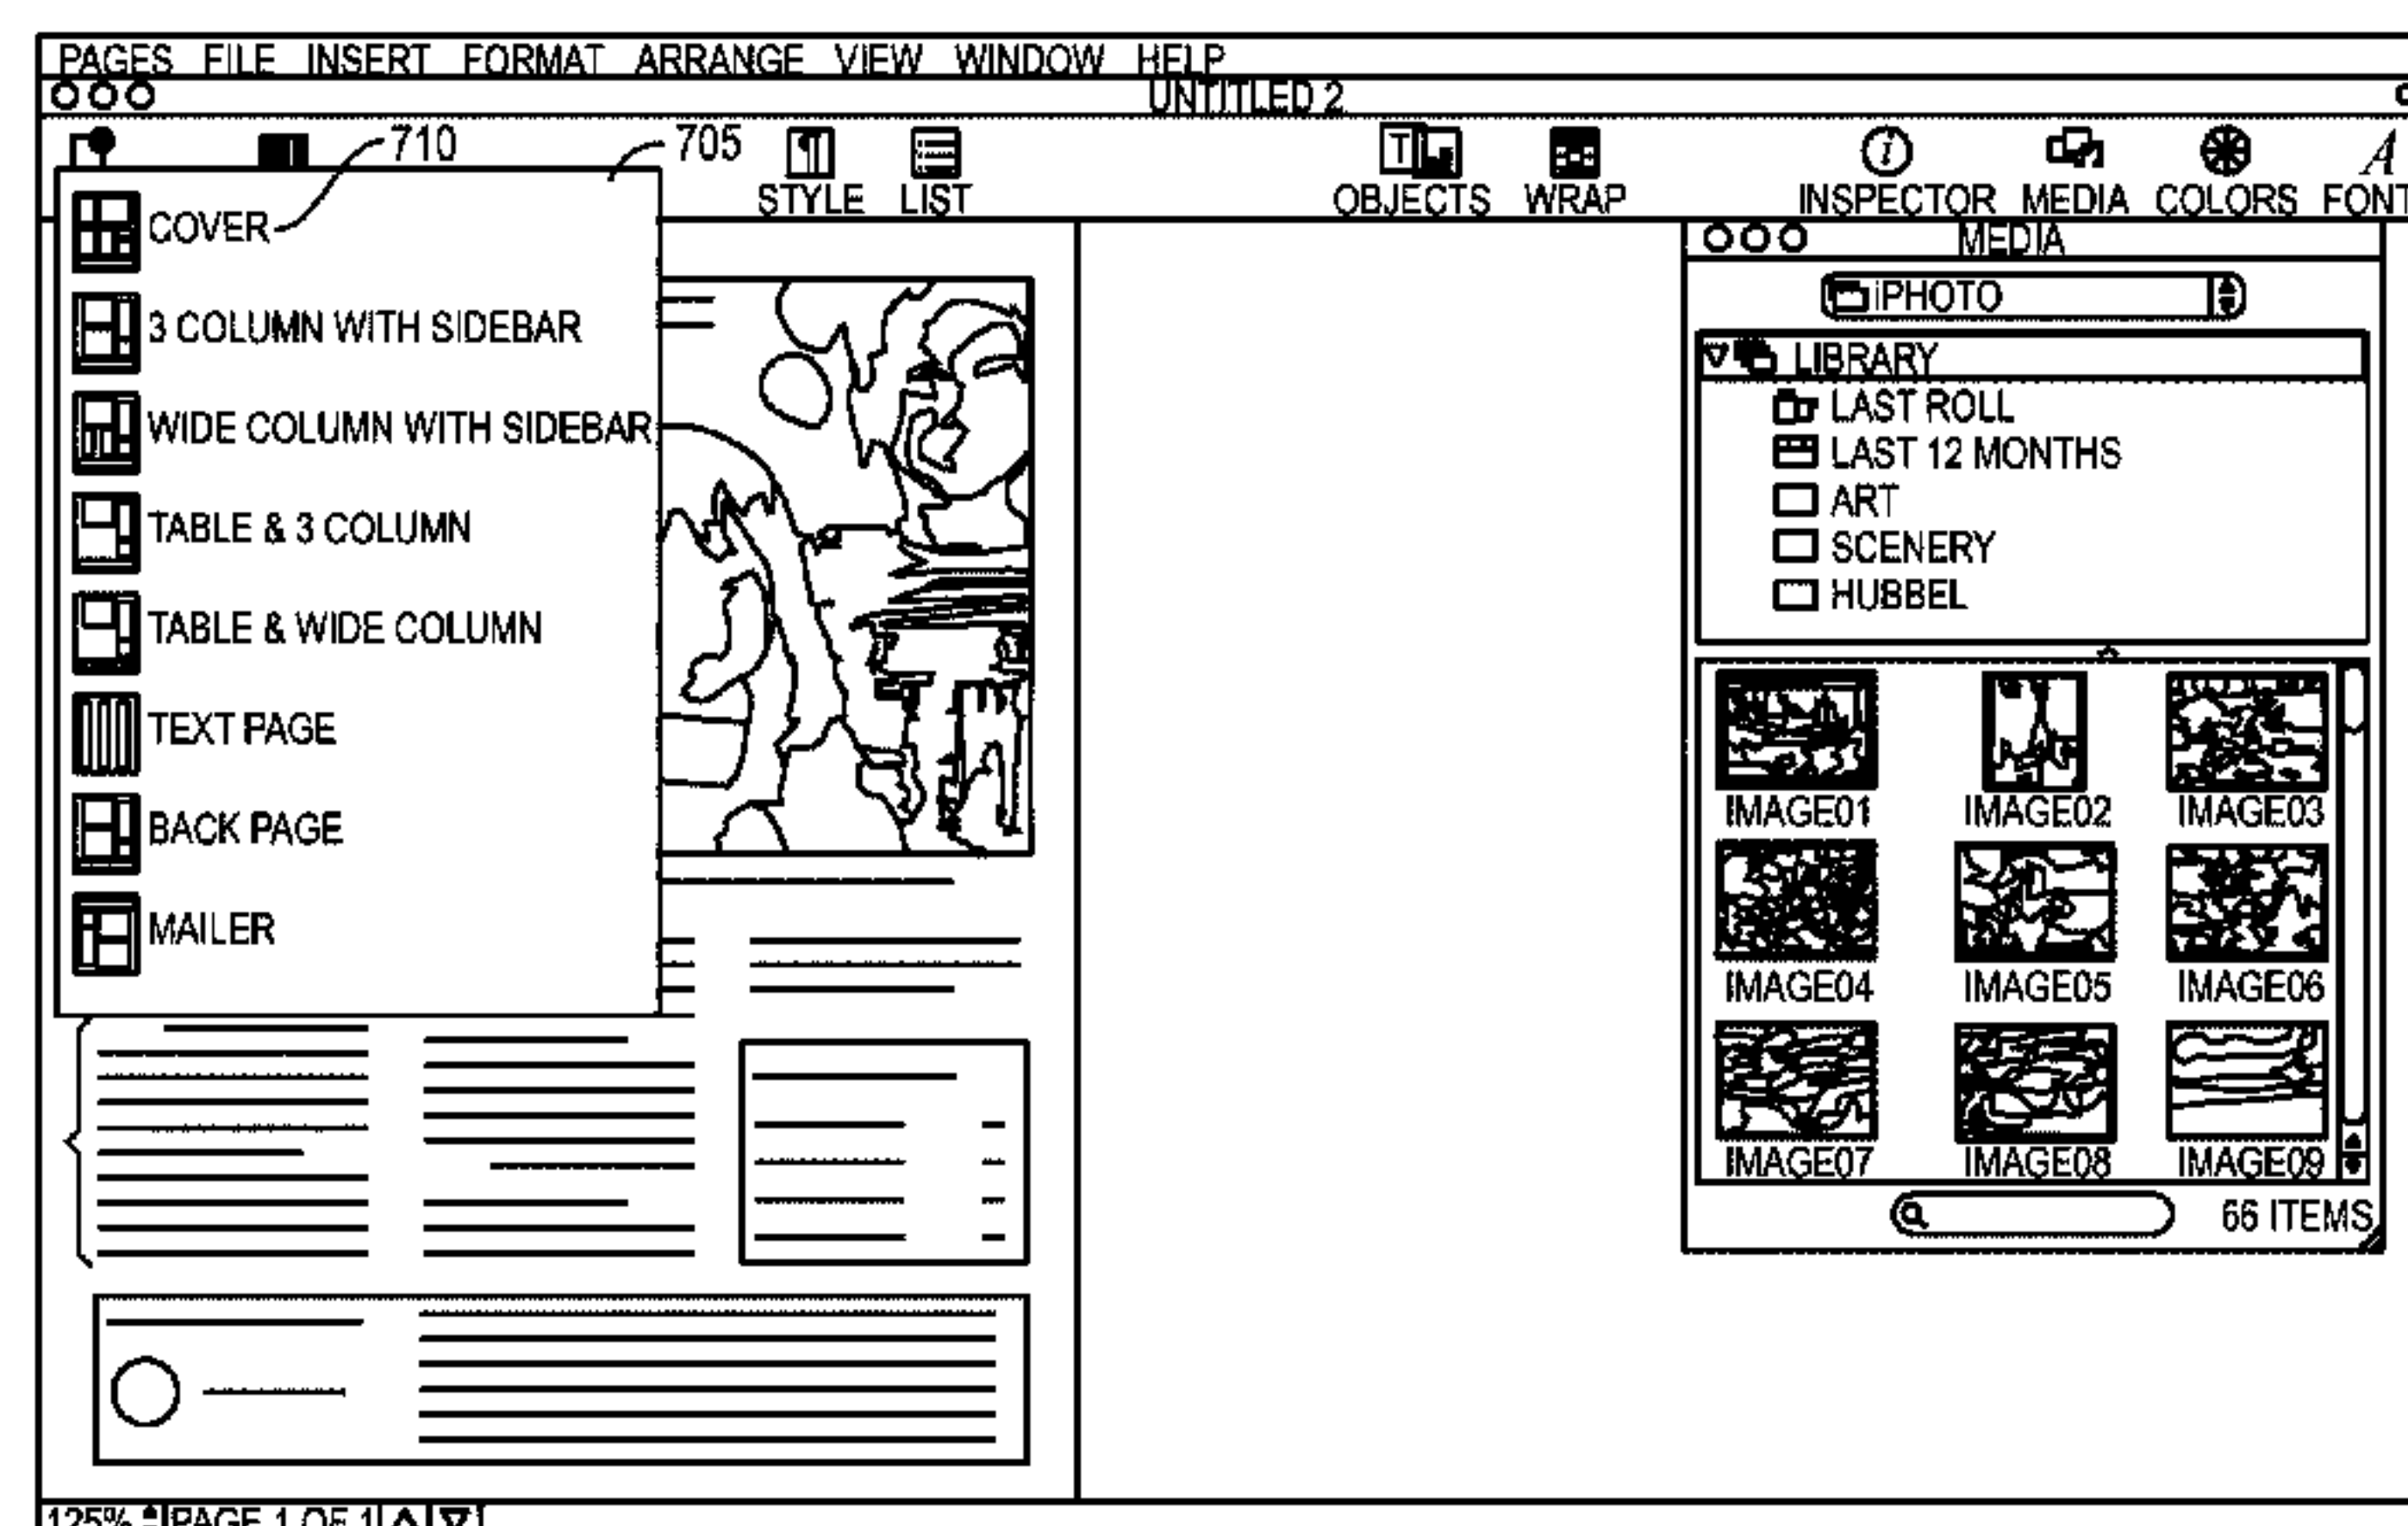 PAGES FILE INSERT FORMAT ARRANGE VIEW WINDOW HELP
UNTITLED 2
710
705
STYLE LIST OBJECTS WRAP INSPECTOR MEDIA COLORS FONT
COVER
3 COLUMN WITH SIDEBAR
WIDE COLUMN WITH SIDEBAR
TABLE & 3 COLUMN
TABLE & WIDE COLUMN
TEXT PAGE
BACK PAGE
MAILER
MEDIA
iPHOTO
LIBRARY
LAST ROLL
LAST 12 MONTHS
ART
SCENERY
HUBBEL
IMAGE01 IMAGE02 IMAGE03
IMAGE04 IMAGE05 IMAGE06
IMAGE07 IMAGE08 IMAGE09
66 ITEMS
125% PAGE 1 OF 1